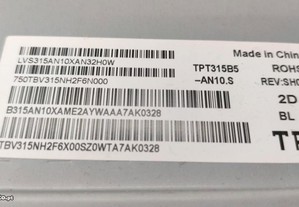 LVS315AN10XAN32H0W
Made in China
750TBV315NH2F6N000
TPT315B5
ROHS
-AN10.S
REV:SH0
B315AN10XAME2AYWAAA7AK0328
2D
BL
TBV315NH2F6X00SZ0WTA7AK0328